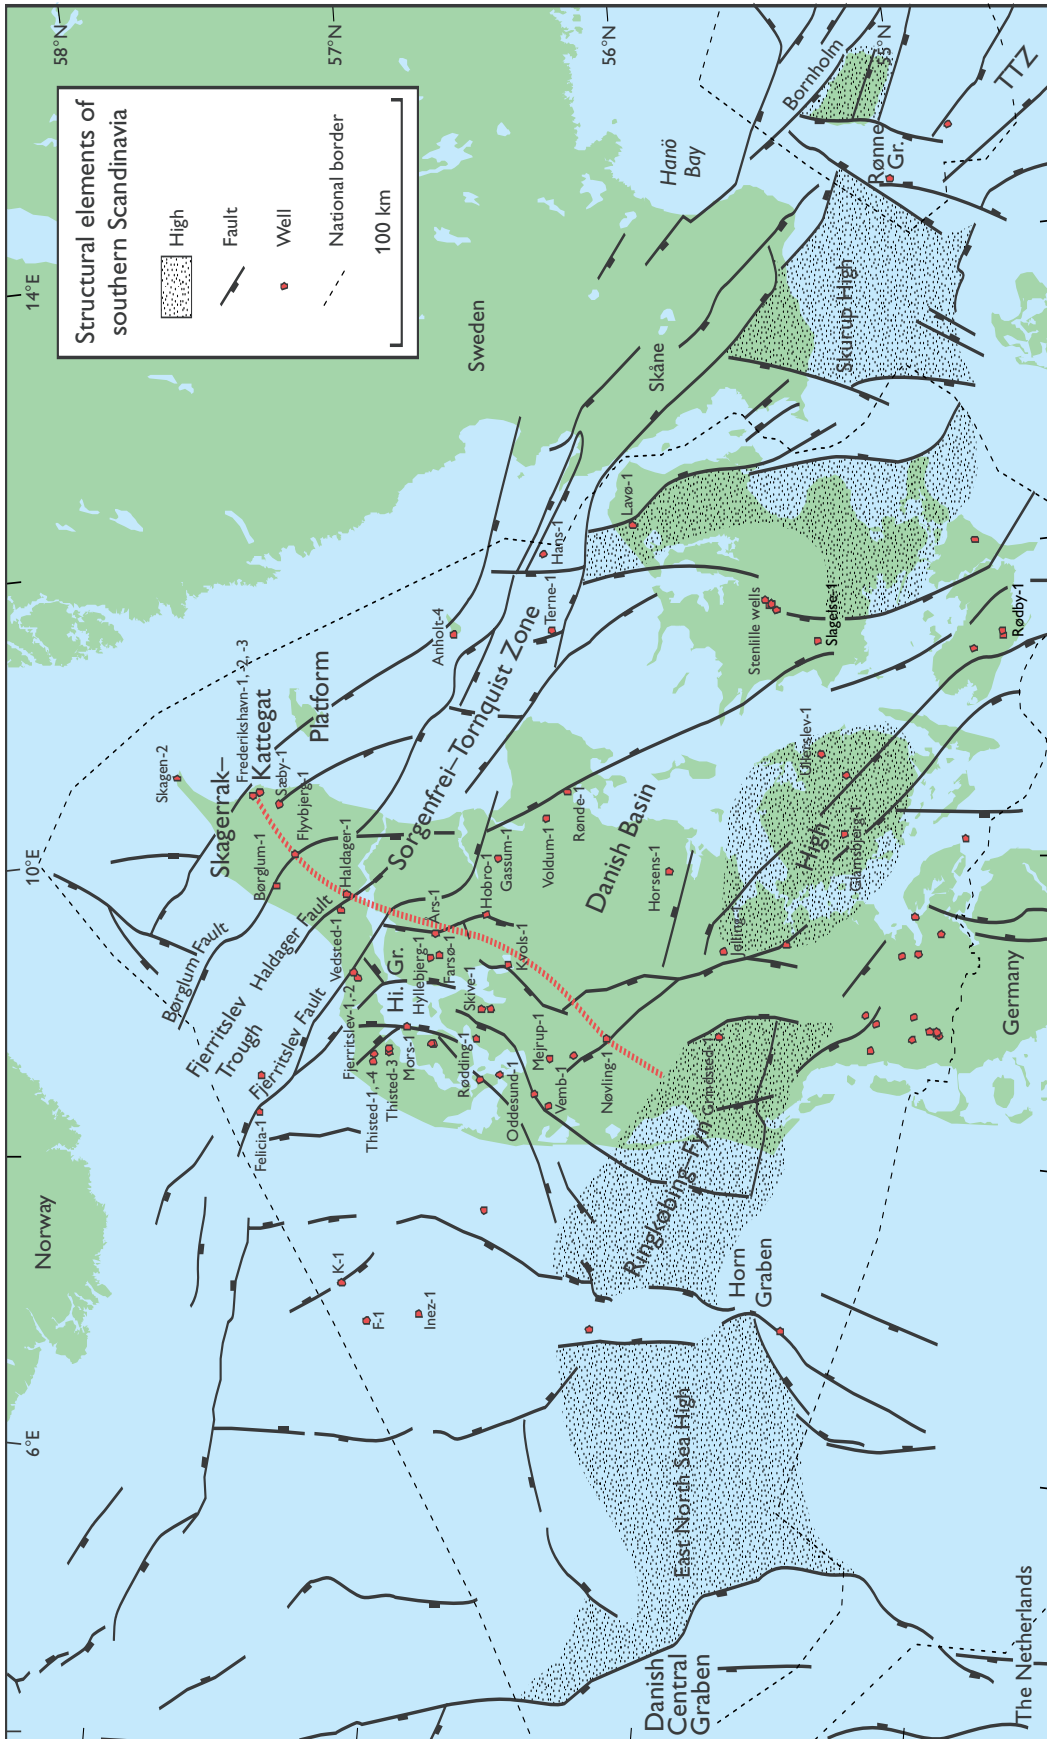 Structural elements of
southern Scandinavia
High
Fault
Well
National border
100 km
58°N
57°N
56°N
55°N
6°E
10°E
14°E
Norway
Sweden
Germany
The Netherlands
Skåne
Hanö
Bay
Bornholm
Rønne
Gr.
TTZ
Skurup High
Skagerrak–
Kattegat
Platform
Sorgenfrei–Tornquist Zone
Børglum Fault
Haldager Fault
Fjerritslev
Trough
Fjerritslev Fault
Hi. Gr.
Danish Basin
Ringkøbing–Fyn
High
Horn
Graben
East North Sea High
Danish
Central
Graben
Skagen-2
Frederikshavn-1, -2, -3
Sæby-1
Flyvbjerg-1
Børglum-1
Haldager-1
Vedsted-1
Fjerritslev-1, -2
Felicia-1
Thisted-1, -4
Thisted-3
Mors-1
Hyllebjerg-1
Farsø-1
Ars-1
Hobro-1
Gassum-1
Kvols-1
Skive-1
Rødding-1
Oddesund-1
Mejrup-1
Vemb-1
Nøvling-1
Grindsted-1
Jelling-1
Horsens-1
Voldum-1
Rønde-1
Anholt-4
Terne-1
Hans-1
Lavø-1
Stenlille wells
Slagelse-1
Rødby-1
Ullerslev-1
Glamsbjerg-1
K-1
F-1
Inez-1